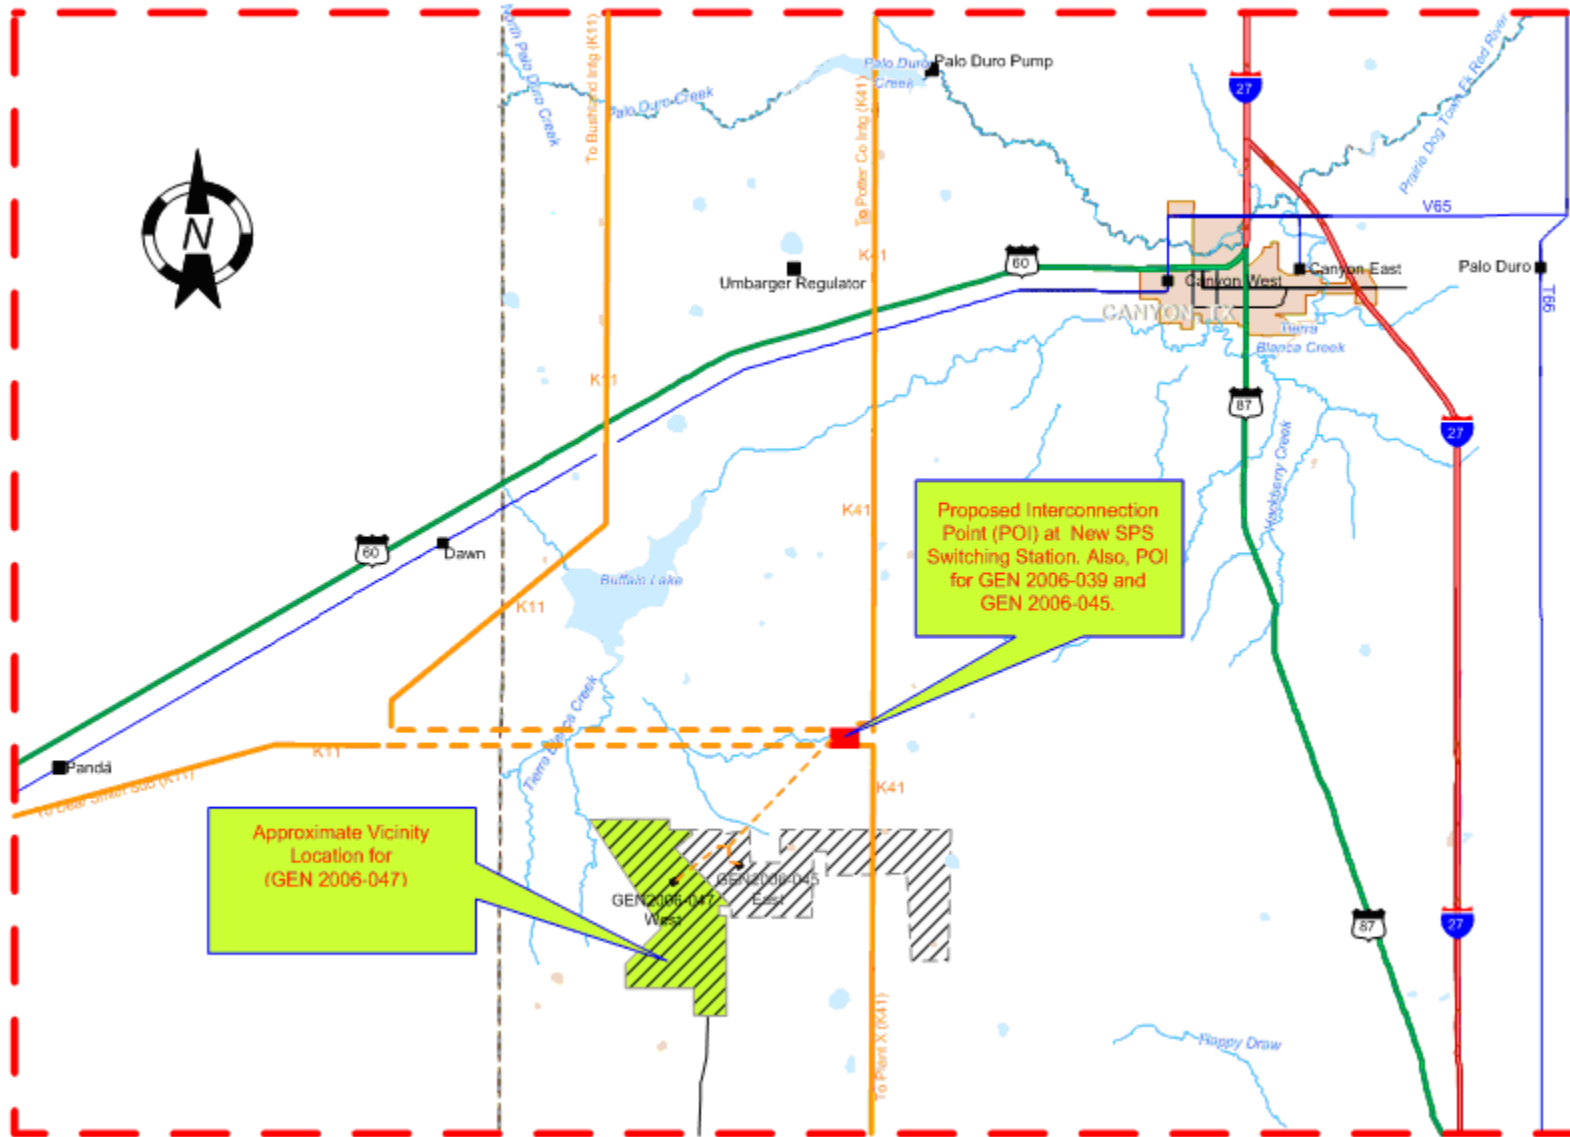 North Palo Duro Creek
To Bushland Intg (K11)
Palo Duro Creek
Palo Duro
Creek
Palo Duro Pump
To Potter Co Intg (K41)
27
Prairie Dog Town Fk Red River
V65
N
K41
Umbarger Regulator
60
Canyon West
Canyon East
Palo Duro
T66
CANYON, TX
Tierra
Blanca Creek
K11
87
27
Hackberry Creek
K41
Proposed Interconnection
Point (POI) at New SPS
Switching Station. Also, POI
for GEN 2006-039 and
GEN 2006-045.
60
Dawn
Buffalo Lake
K11
Tierra Blanca Creek
K11
Panda
To Deaf Smith Sub (K11)
K41
Approximate Vicinity
Location for
(GEN 2006-047)
GEN2006-045
East
GEN2006-047
West
87
27
To Plant X (K41)
Happy Draw